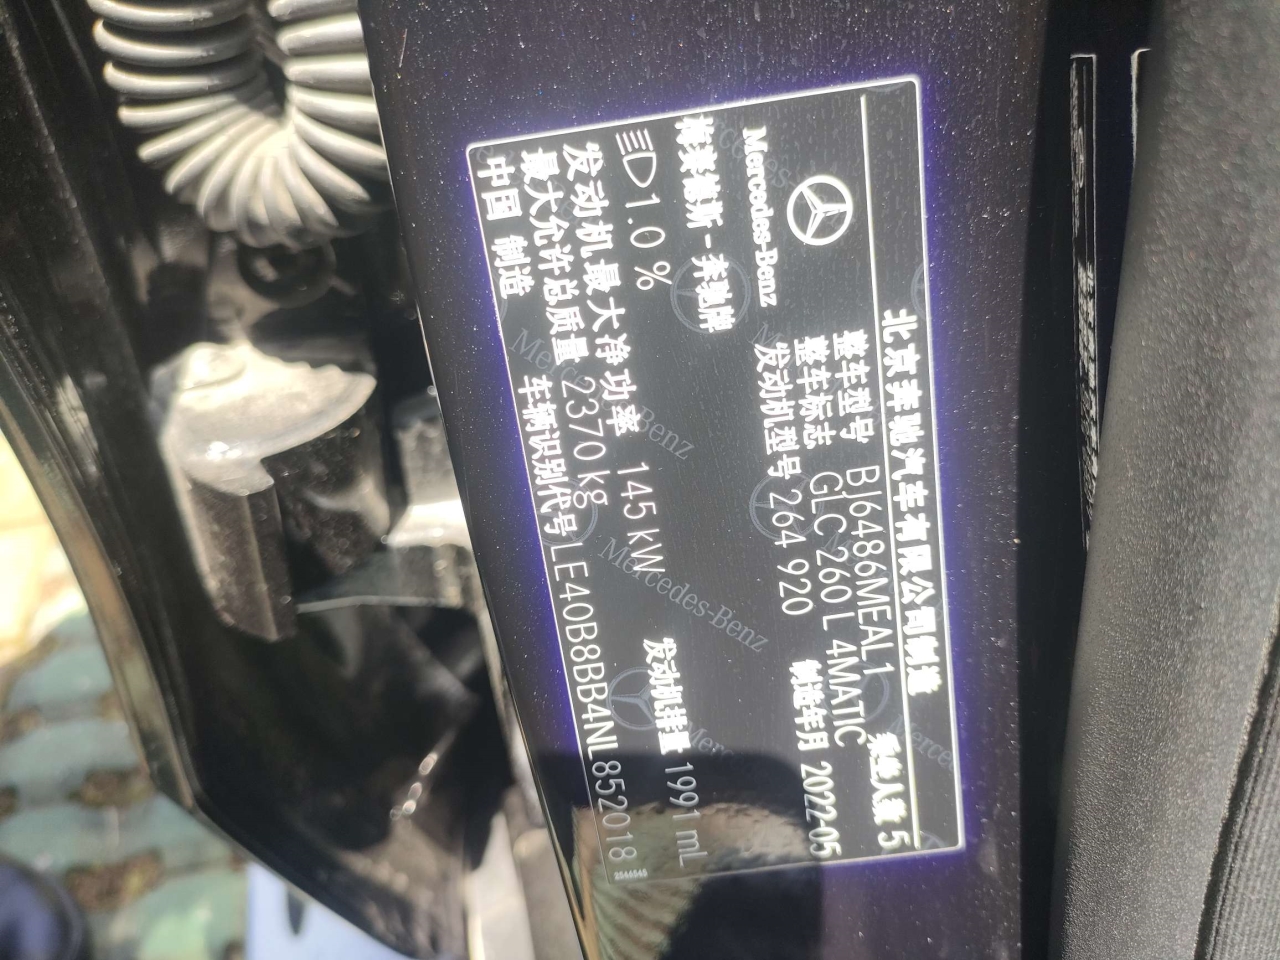 北京奔驰汽车有限公司制造
Mercedes-Benz
整车型号 BJ6486MEAL1 乘坐人数 5
整车标志 GLC 260 L 4MATIC
发动机型号 264 920 制造年月 2022-05
梅赛德斯-奔驰牌
1.0 %
发动机最大净功率 145 kW 发动机排量 1991 mL
最大允许总质量 2370 kg
中国 制造 车辆识别代号 LE40B8BB4NL852018
Mercedes-Benz
Mercedes-Benz